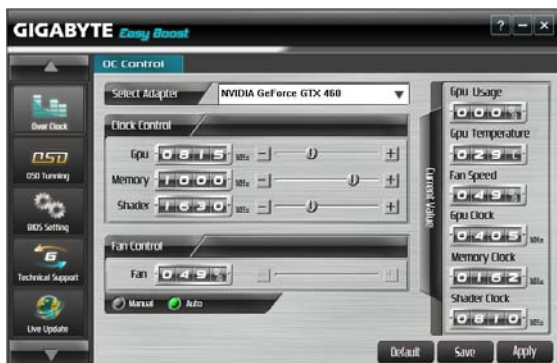 GIGABYTE Easy Boost
? – ×
OC Control
Select Adapter NVIDIA GeForce GTX 460
Clock Control
Gpu 0815 MHz
Memory 1000 MHz
Shader 1630 MHz
Fan Control
Fan 049%
Manual Auto
Over Clock
OSD
OSD Tunning
BIOS Setting
Technical Support
Live Update
Current Value
Gpu Usage
000%
Gpu Temperature
029C
Fan Speed
049%
Gpu Clock
0405 MHz
Memory Clock
0162 MHz
Shader Clock
0810 MHz
Default Save Apply